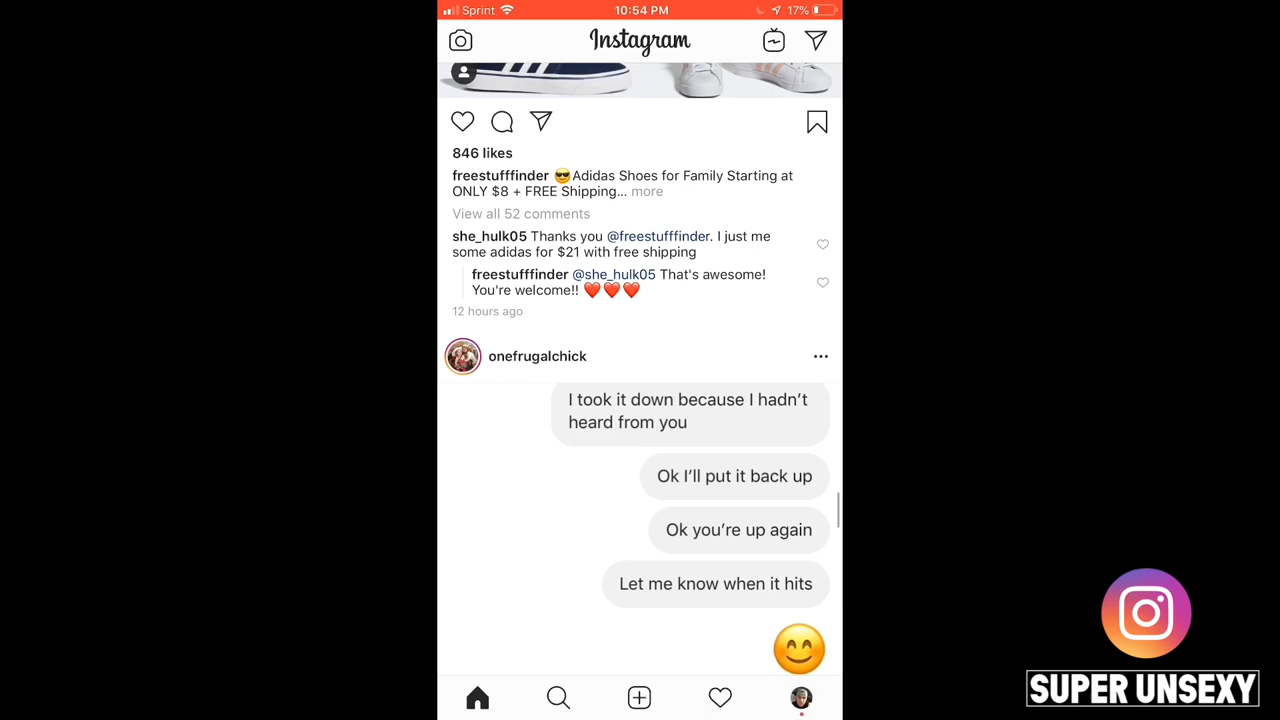 Sprint 10:54 PM 17%
Instagram
846 likes
freestufffinder 😎Adidas Shoes for Family Starting at
ONLY $8 + FREE Shipping... more
View all 52 comments
she_hulk05 Thanks you @freestufffinder. I just me
some adidas for $21 with free shipping
freestufffinder @she_hulk05 That's awesome!
You're welcome!! ❤️❤️❤️
12 hours ago
onefrugalchick
I took it down because I hadn't
heard from you
Ok I'll put it back up
Ok you're up again
Let me know when it hits
😊
SUPER UNSEXY